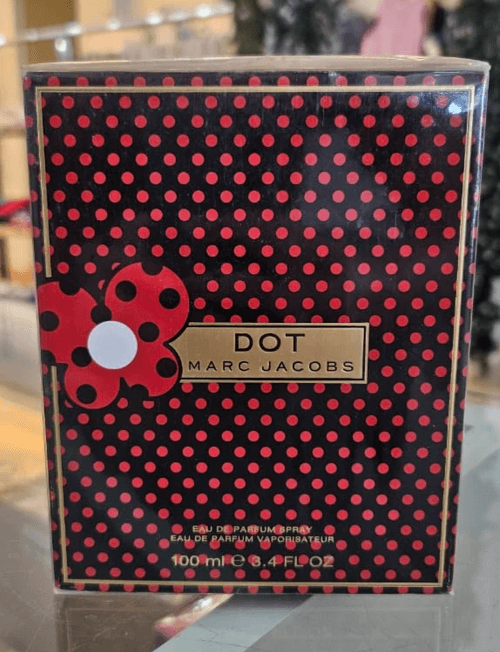 DOT
MARC JACOBS
EAU DE PARFUM SPRAY
EAU DE PARFUM VAPORISATEUR
100 ml ℮ 3.4 FL OZ